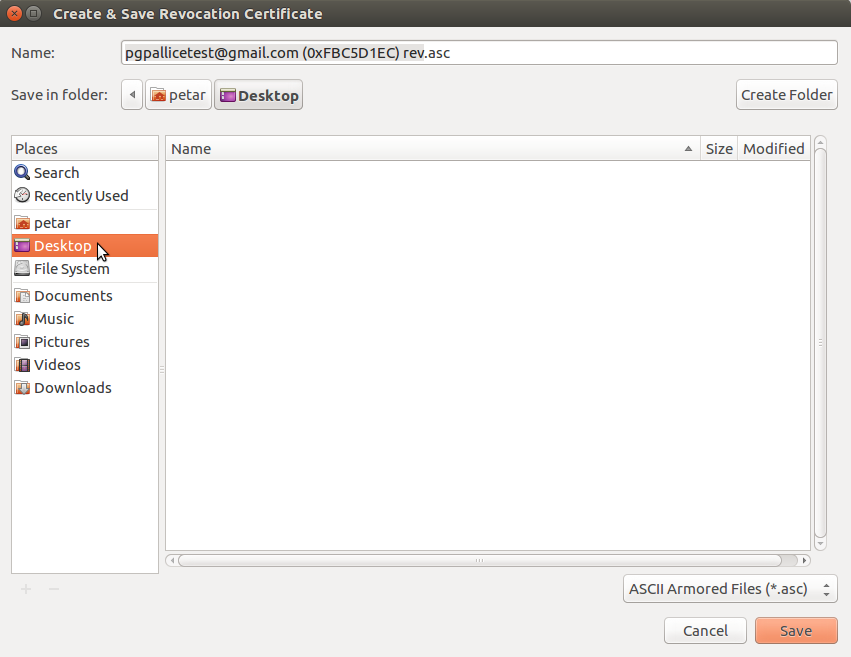 Create & Save Revocation Certificate
Name: pgpallicetest@gmail.com (0xFBC5D1EC) rev.asc
Save in folder: petar Desktop Create Folder
Places Name Size Modified
Search
Recently Used
petar
Desktop
File System
Documents
Music
Pictures
Videos
Downloads
ASCII Armored Files (*.asc)
Cancel Save